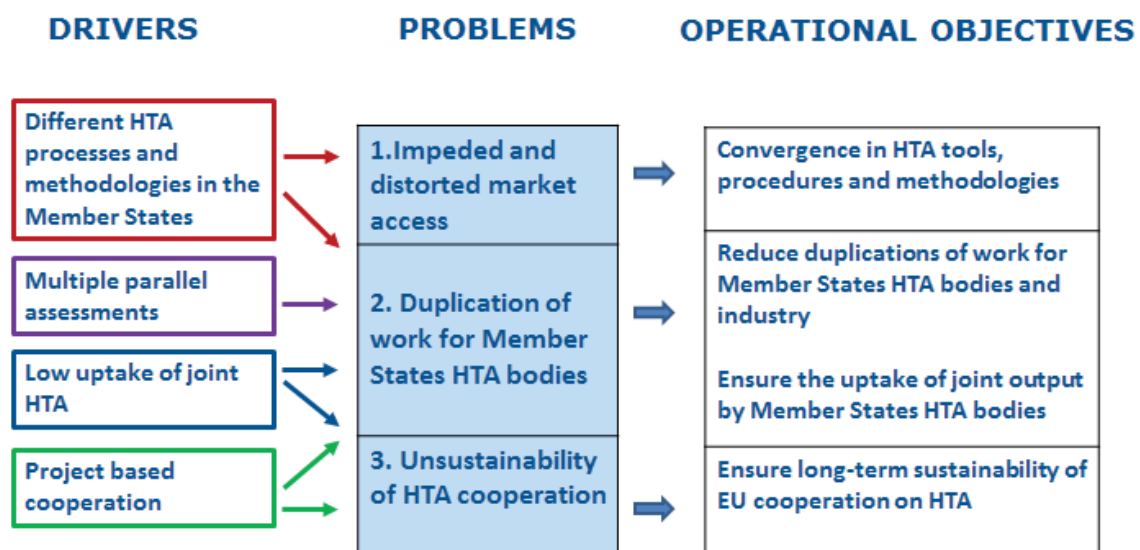 DRIVERS
PROBLEMS
OPERATIONAL OBJECTIVES
Different HTA
processes and
methodologies in the
Member States
Multiple parallel
assessments
Low uptake of joint
HTA
Project based
cooperation
1.Impeded and
distorted market
access
2. Duplication of
work for Member
States HTA bodies
3. Unsustainability
of HTA cooperation
Convergence in HTA tools,
procedures and methodologies
Reduce duplications of work for
Member States HTA bodies and
industry
Ensure the uptake of joint output
by Member States HTA bodies
Ensure long-term sustainability of
EU cooperation on HTA